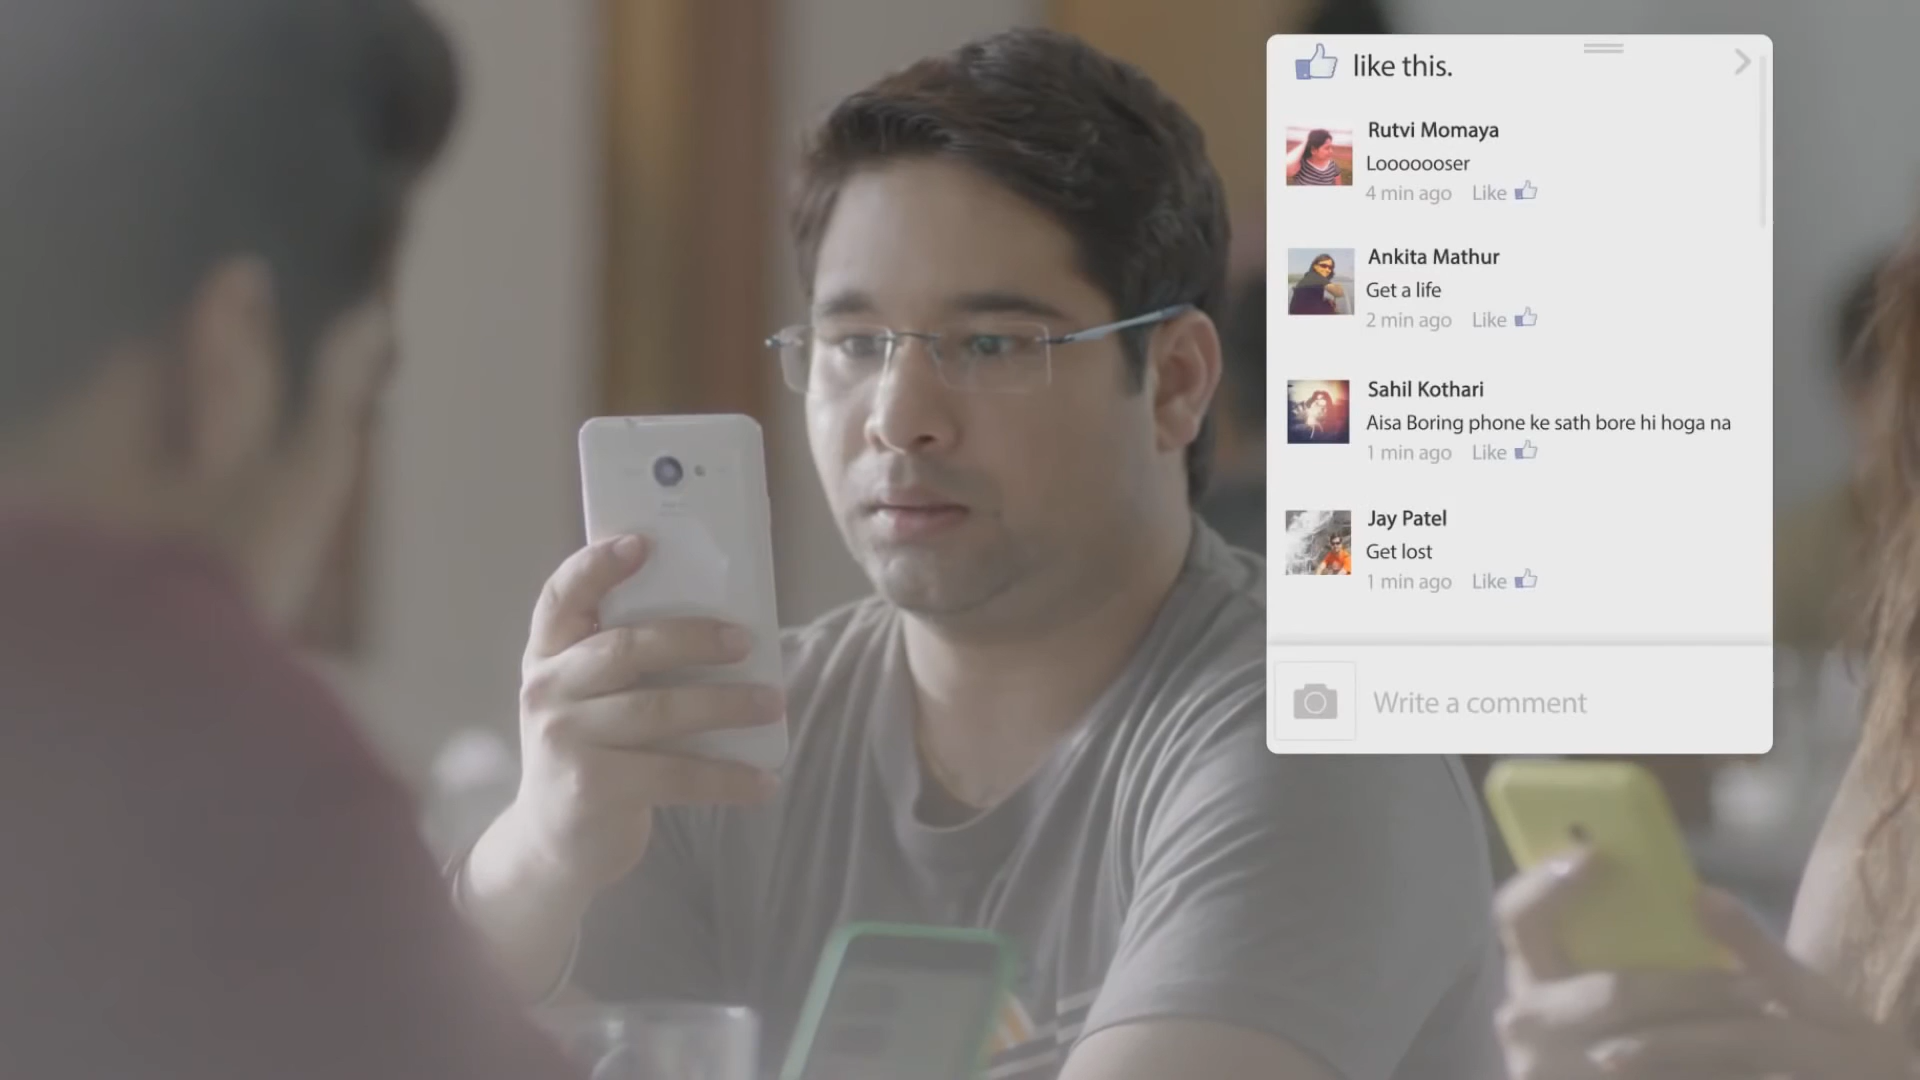 like this.
Rutvi Momaya
Loooooooser
4 min ago Like
Ankita Mathur
Get a life
2 min ago Like
Sahil Kothari
Aisa Boring phone ke sath bore hi hoga na
1 min ago Like
Jay Patel
Get lost
1 min ago Like
Write a comment